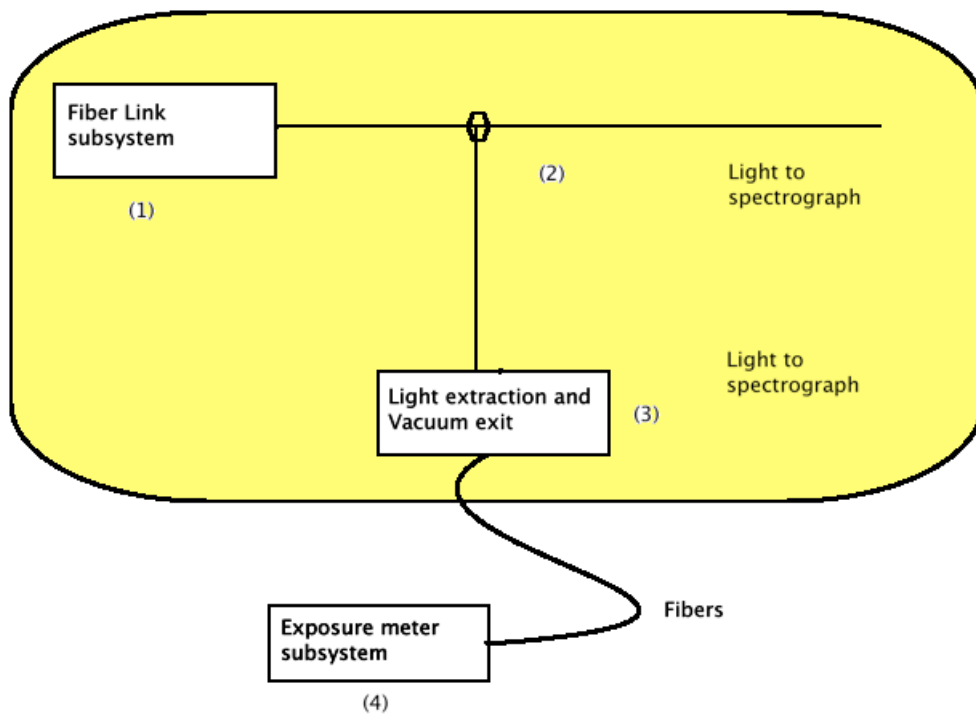 Fiber Link
subsystem
(1)
(2)
Light to
spectrograph
Light to
spectrograph
Light extraction and
Vacuum exit
(3)
Fibers
Exposure meter
subsystem
(4)